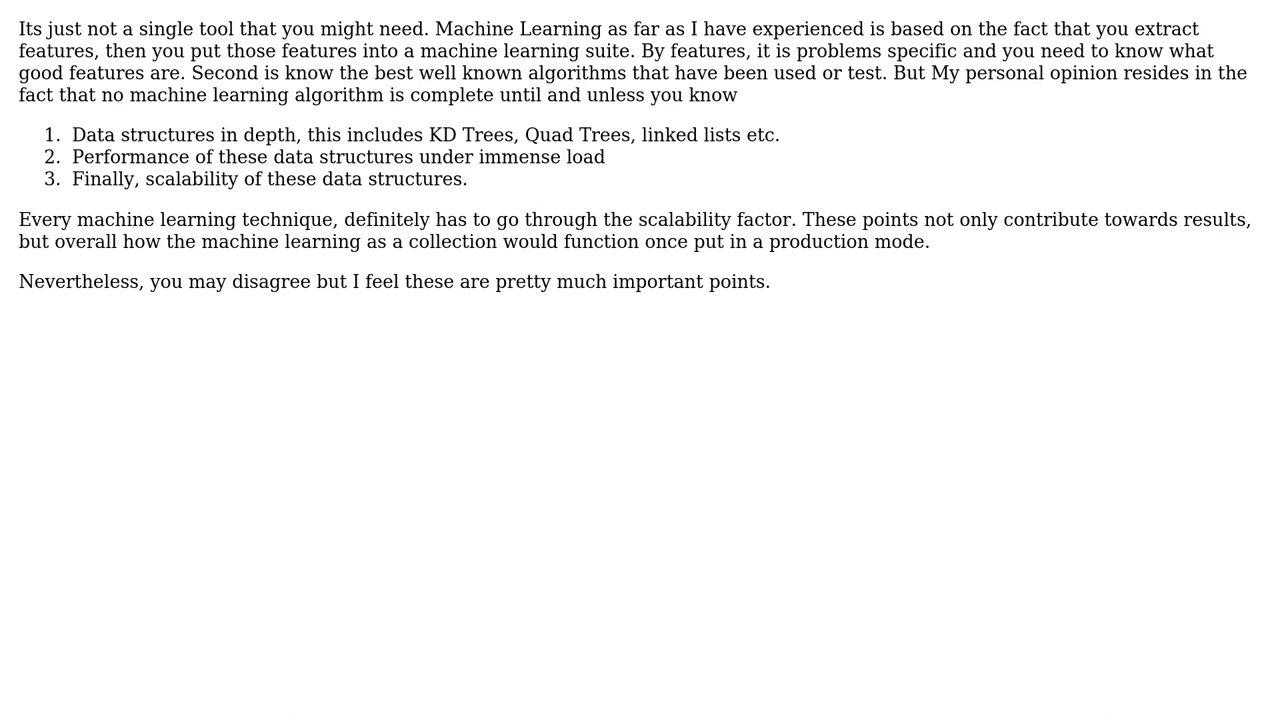 Its just not a single tool that you might need. Machine Learning as far as I have experienced is based on the fact that you extract
features, then you put those features into a machine learning suite. By features, it is problems specific and you need to know what
good features are. Second is know the best well known algorithms that have been used or test. But My personal opinion resides in the
fact that no machine learning algorithm is complete until and unless you know
1. Data structures in depth, this includes KD Trees, Quad Trees, linked lists etc.
2. Performance of these data structures under immense load
3. Finally, scalability of these data structures.
Every machine learning technique, definitely has to go through the scalability factor. These points not only contribute towards results,
but overall how the machine learning as a collection would function once put in a production mode.
Nevertheless, you may disagree but I feel these are pretty much important points.